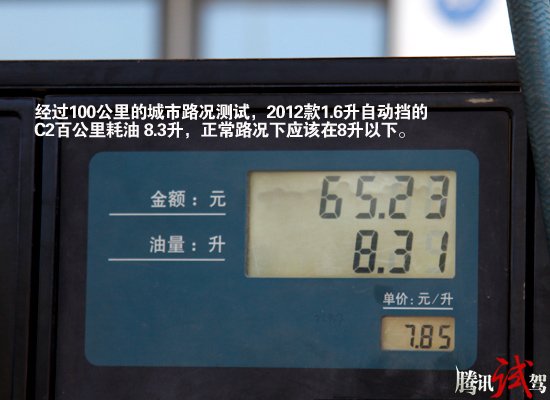 经过100公里的城市路况测试，2012款1.6升自动挡的
C2百公里耗油 8.3升，正常路况下应该在8升以下。
金额：元 65.23
油量：升 8.31
单价：元/升
7.85
腾讯试驾